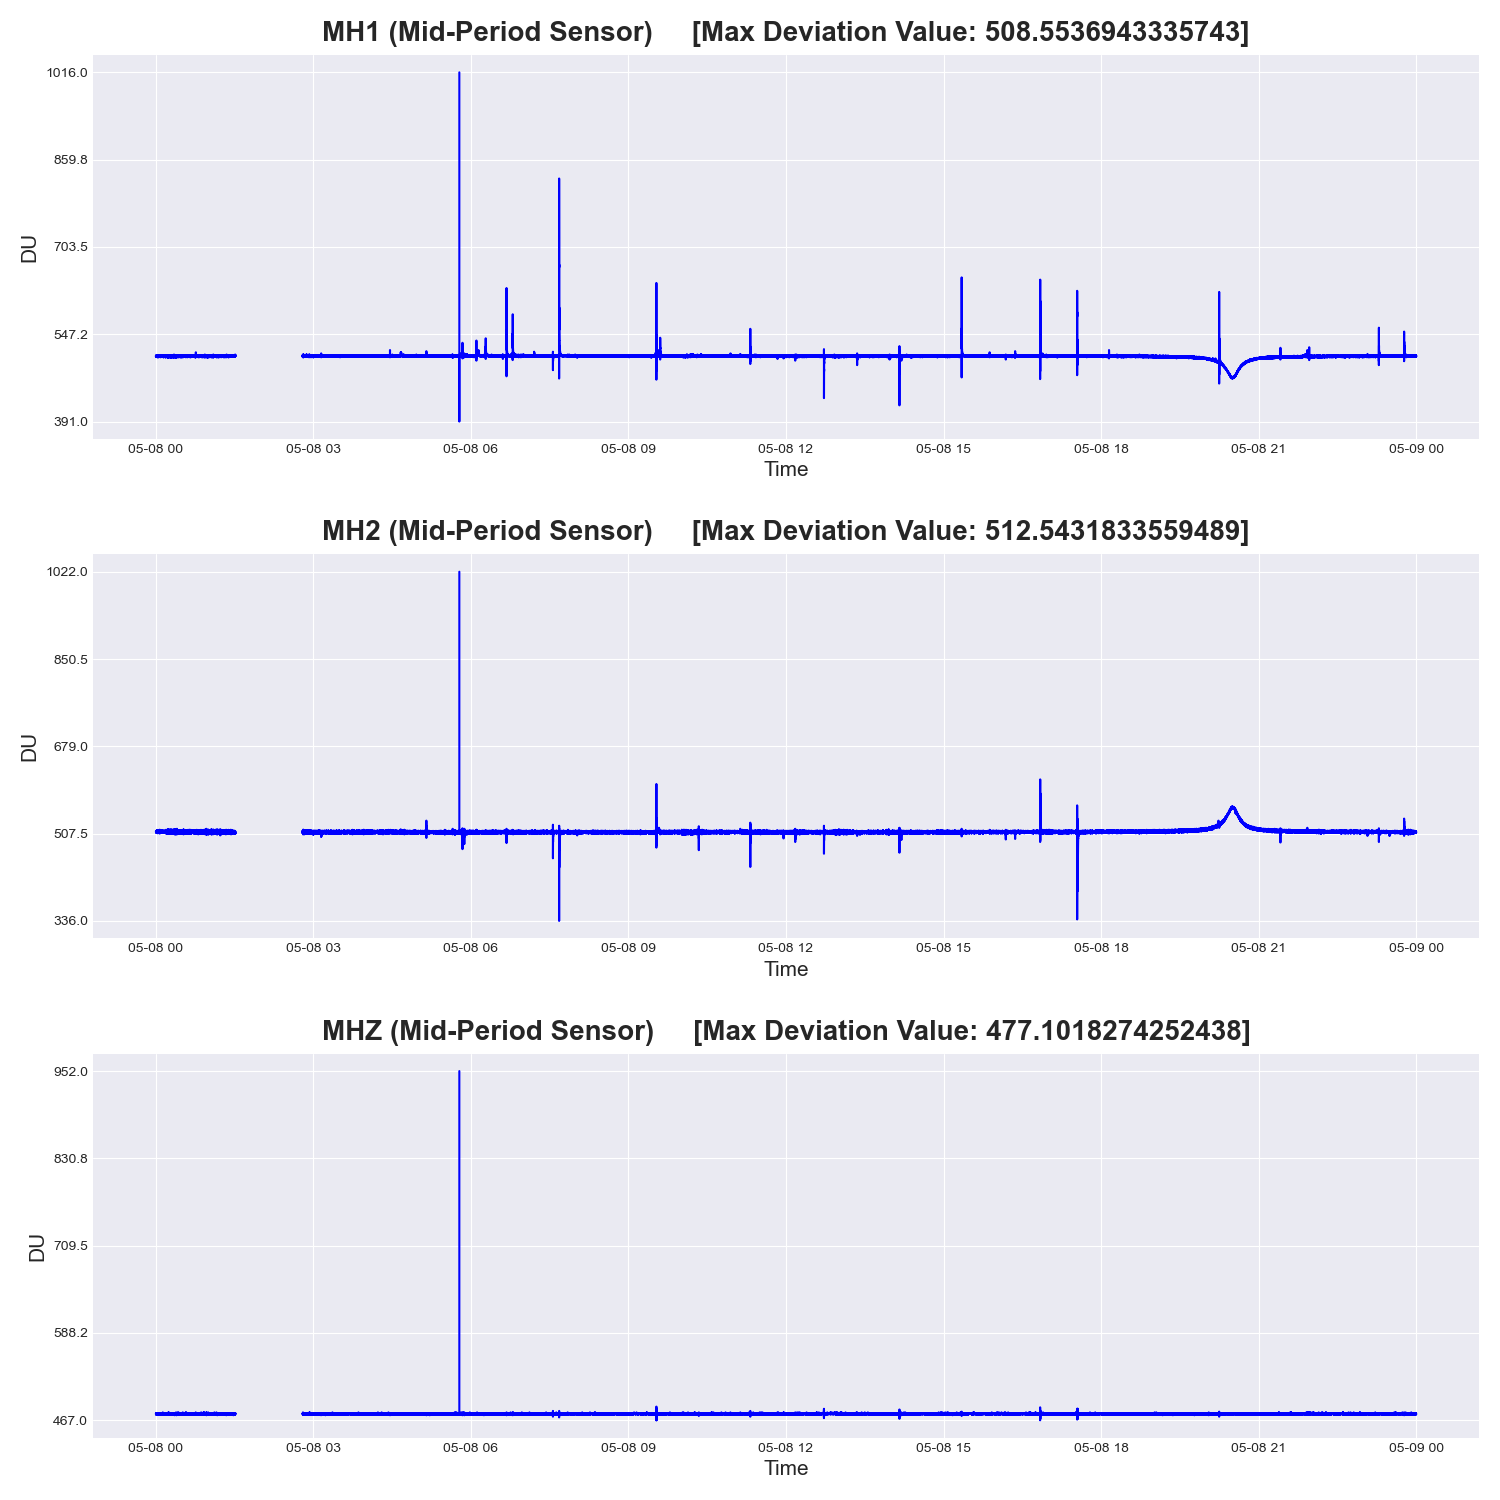 MH1 (Mid-Period Sensor) [Max Deviation Value: 508.5536943335743]
1016.0
859.8
703.5
547.2
391.0
DU
05-08 00 05-08 03 05-08 06 05-08 09 05-08 12 05-08 15 05-08 18 05-08 21 05-09 00
Time
MH2 (Mid-Period Sensor) [Max Deviation Value: 512.5431833559489]
1022.0
850.5
679.0
507.5
336.0
DU
05-08 00 05-08 03 05-08 06 05-08 09 05-08 12 05-08 15 05-08 18 05-08 21 05-09 00
Time
MHZ (Mid-Period Sensor) [Max Deviation Value: 477.1018274252438]
952.0
830.8
709.5
588.2
467.0
DU
05-08 00 05-08 03 05-08 06 05-08 09 05-08 12 05-08 15 05-08 18 05-08 21 05-09 00
Time